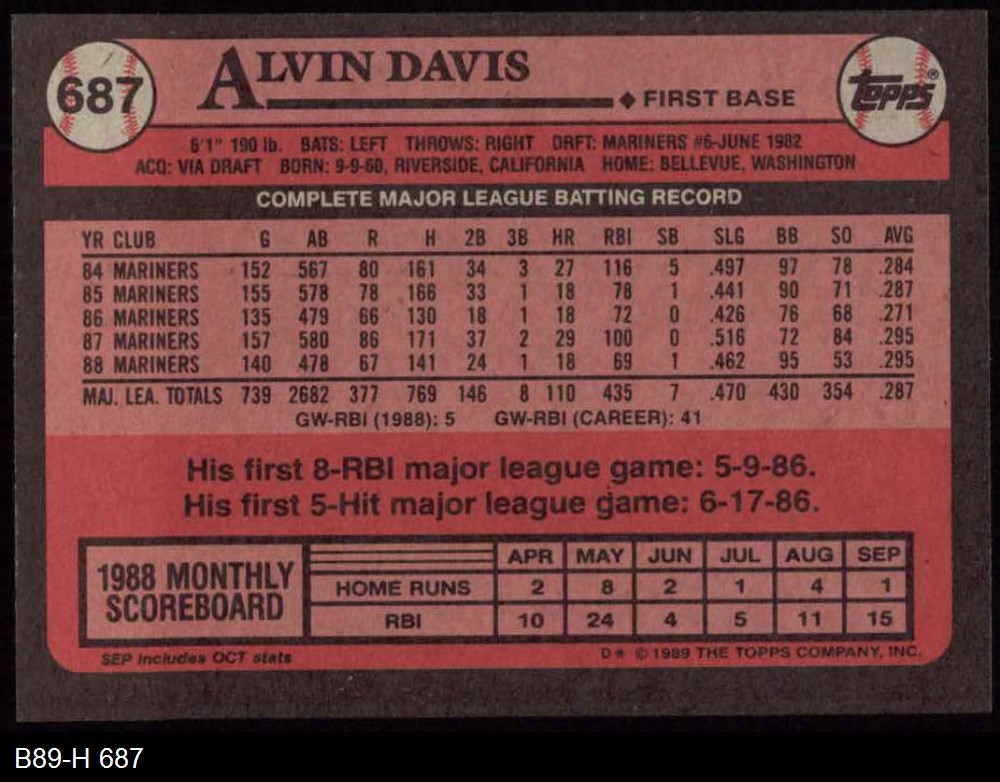 687
ALVIN DAVIS
◆ FIRST BASE
TOPPS®
6'1" 190 lb. BATS: LEFT THROWS: RIGHT DRFT: MARINERS #6-JUNE 1982
ACQ: VIA DRAFT BORN: 9-9-60, RIVERSIDE, CALIFORNIA HOME: BELLEVUE, WASHINGTON
COMPLETE MAJOR LEAGUE BATTING RECORD
YR CLUB G AB R H 2B 3B HR RBI SB SLG BB SO AVG
84 MARINERS 152 567 80 161 34 3 27 116 5 .497 97 78 .284
85 MARINERS 155 578 78 166 33 1 18 78 1 .441 90 71 .287
86 MARINERS 135 479 66 130 18 1 18 72 0 .426 76 68 .271
87 MARINERS 157 580 86 171 37 2 29 100 0 .516 72 84 .295
88 MARINERS 140 478 67 141 24 1 18 69 1 .462 95 53 .295
MAJ. LEA. TOTALS 739 2682 377 769 146 8 110 435 7 .470 430 354 .287
GW-RBI (1988): 5 GW-RBI (CAREER): 41
His first 8-RBI major league game: 5-9-86.
His first 5-Hit major league game: 6-17-86.
1988 MONTHLY
SCOREBOARD
APR MAY JUN JUL AUG SEP
HOME RUNS 2 8 2 1 4 1
RBI 10 24 4 5 11 15
SEP includes OCT stats
D* © 1989 THE TOPPS COMPANY, INC.
B89-H 687